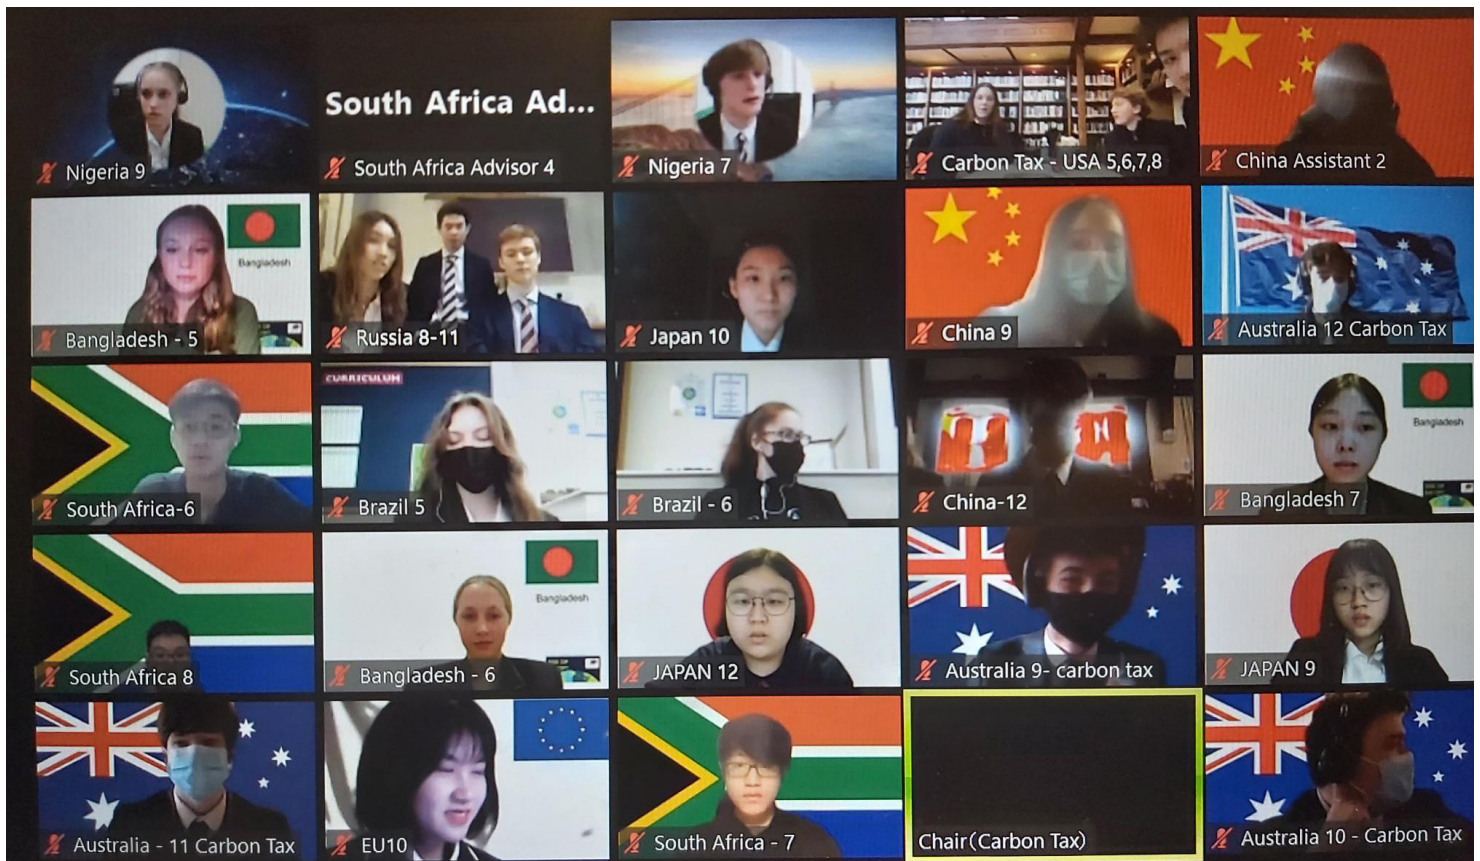 Nigeria 9
South Africa Ad...
South Africa Advisor 4
Nigeria 7
Carbon Tax - USA 5,6,7,8
China Assistant 2
Bangladesh
Bangladesh - 5
Russia 8-11
Japan 10
China 9
Australia 12 Carbon Tax
South Africa-6
CURRICULUM
Brazil 5
Brazil - 6
China-12
Bangladesh
Bangladesh 7
South Africa 8
Bangladesh
Bangladesh - 6
JAPAN 12
Australia 9- carbon tax
JAPAN 9
Australia - 11 Carbon Tax
EU10
South Africa - 7
Chair(Carbon Tax)
Australia 10 - Carbon Tax